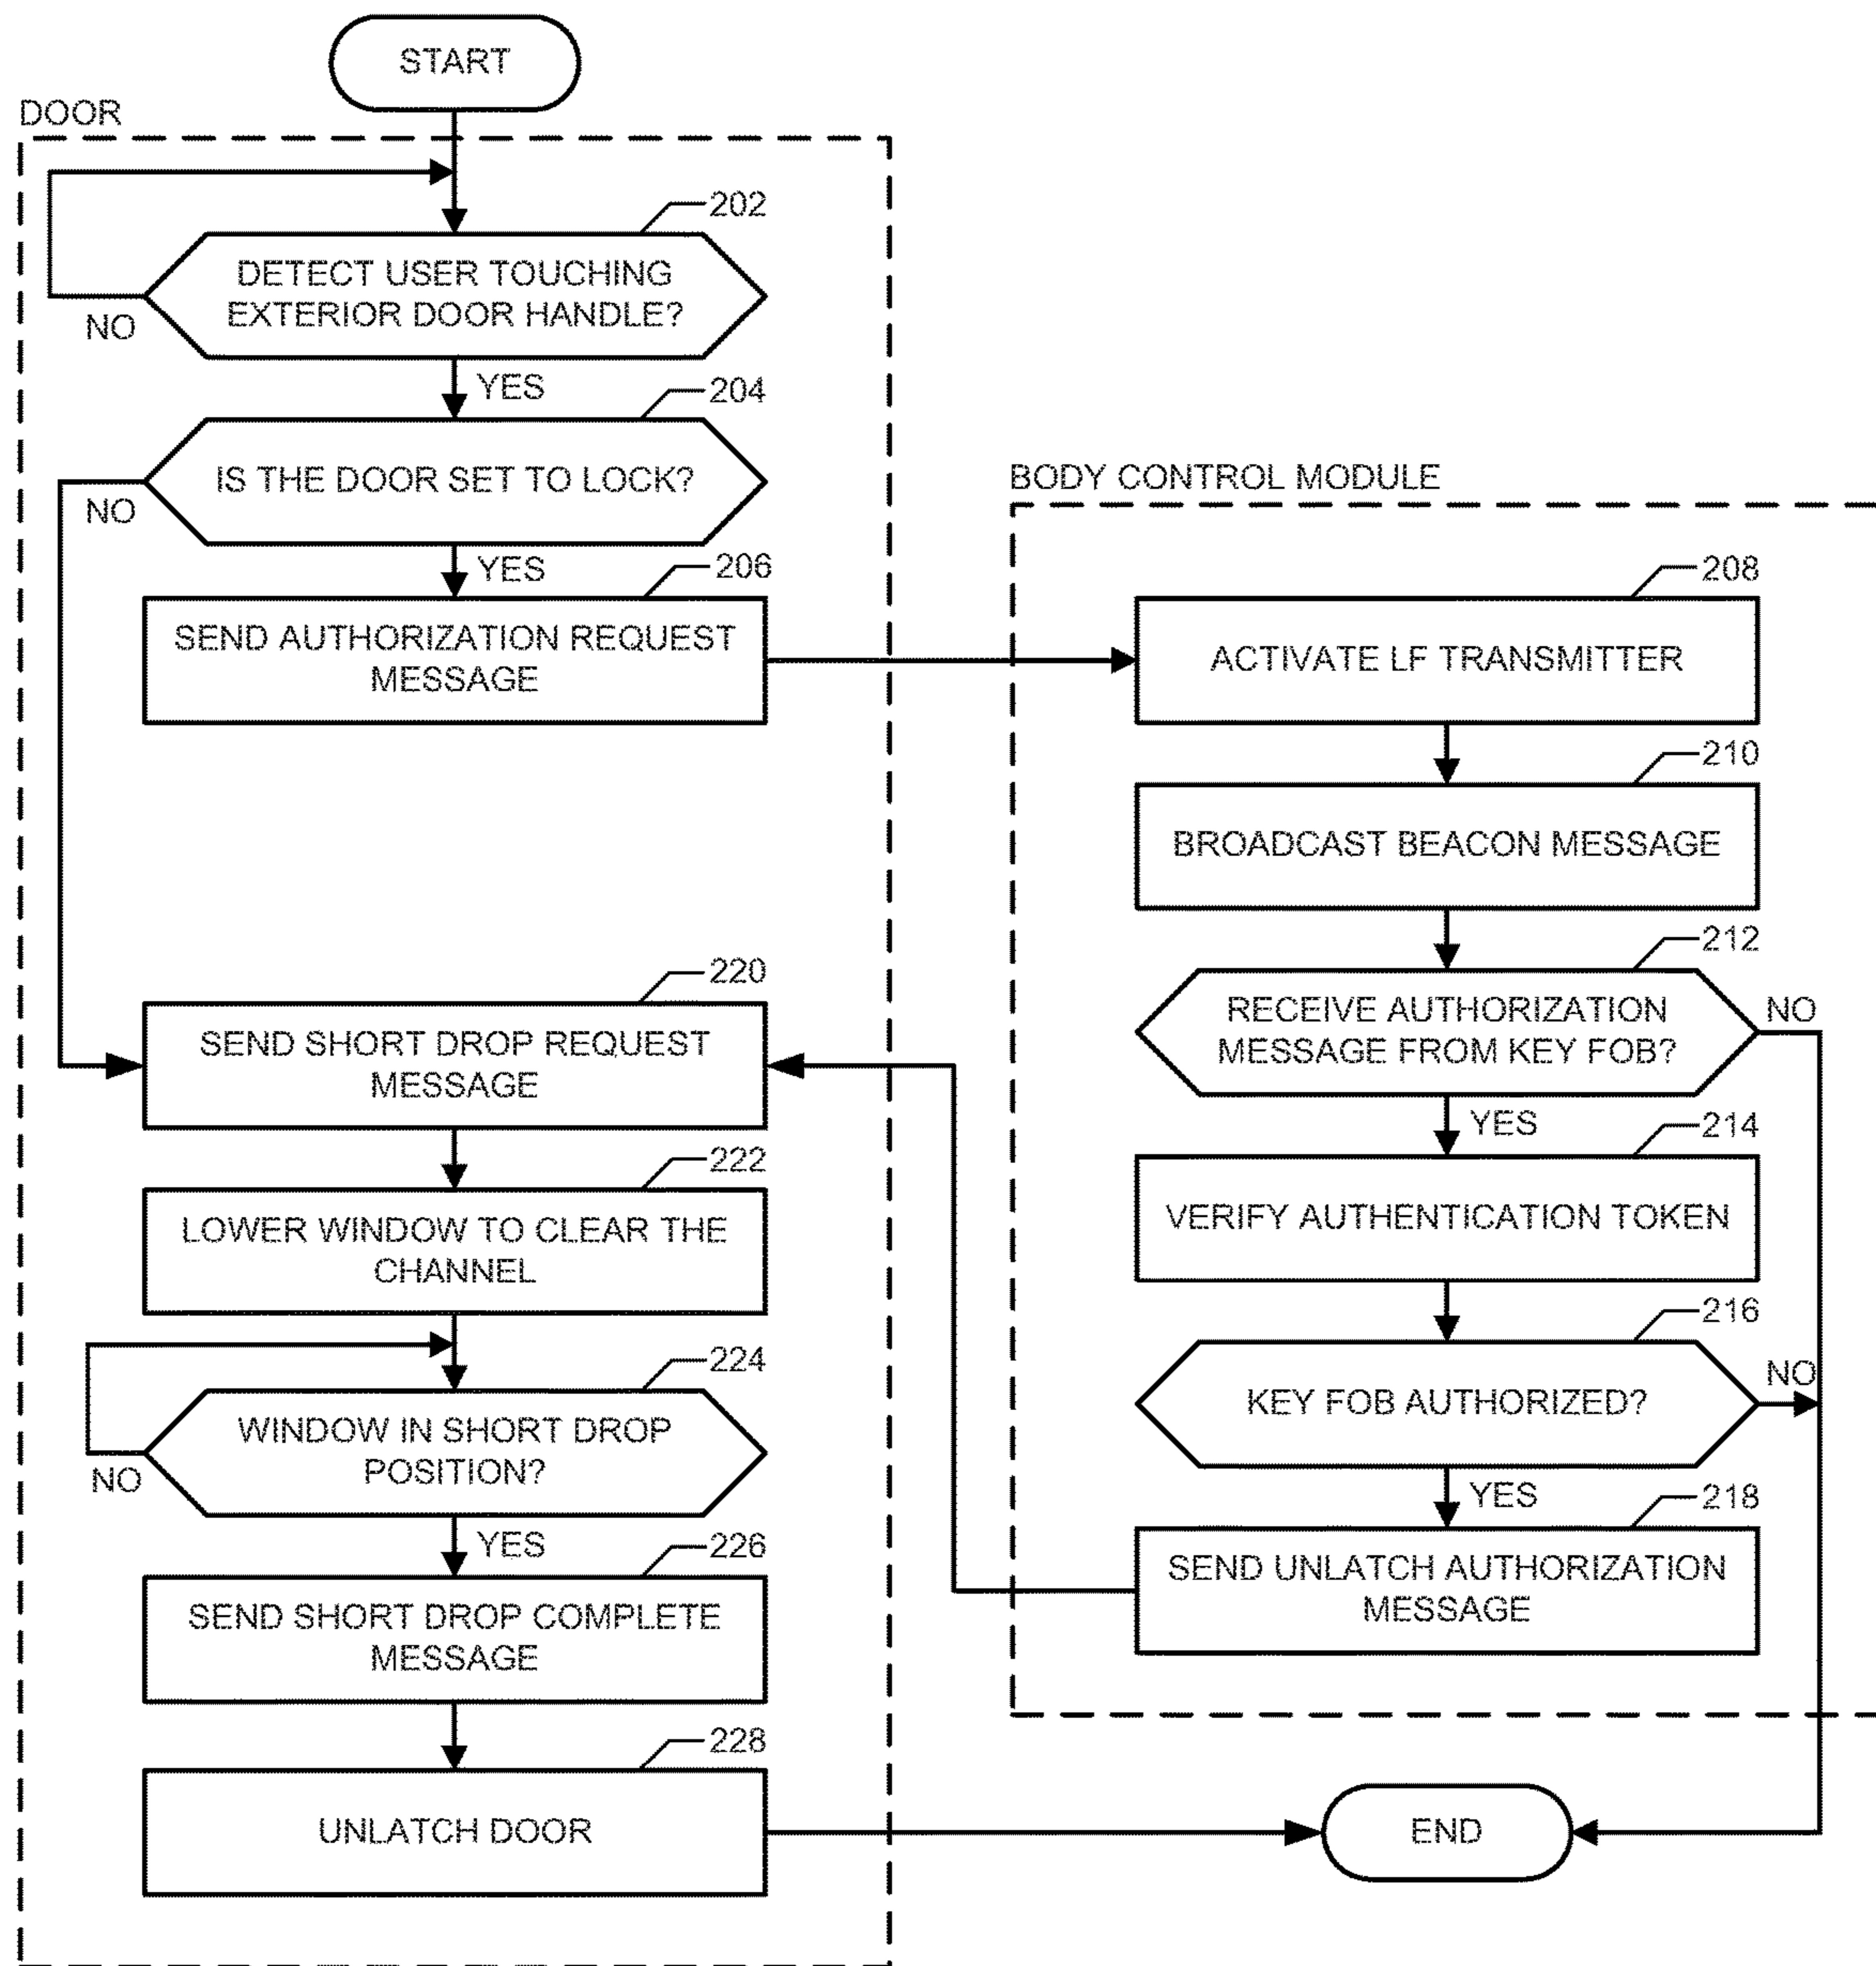 START
DOOR
202
DETECT USER TOUCHING
EXTERIOR DOOR HANDLE?
NO
YES
204
IS THE DOOR SET TO LOCK?
NO
YES
206
SEND AUTHORIZATION REQUEST
MESSAGE
BODY CONTROL MODULE
208
ACTIVATE LF TRANSMITTER
210
BROADCAST BEACON MESSAGE
212
RECEIVE AUTHORIZATION
MESSAGE FROM KEY FOB?
NO
YES
214
VERIFY AUTHENTICATION TOKEN
216
KEY FOB AUTHORIZED?
NO
YES
218
SEND UNLATCH AUTHORIZATION
MESSAGE
220
SEND SHORT DROP REQUEST
MESSAGE
222
LOWER WINDOW TO CLEAR THE
CHANNEL
224
WINDOW IN SHORT DROP
POSITION?
NO
YES
226
SEND SHORT DROP COMPLETE
MESSAGE
228
UNLATCH DOOR
END